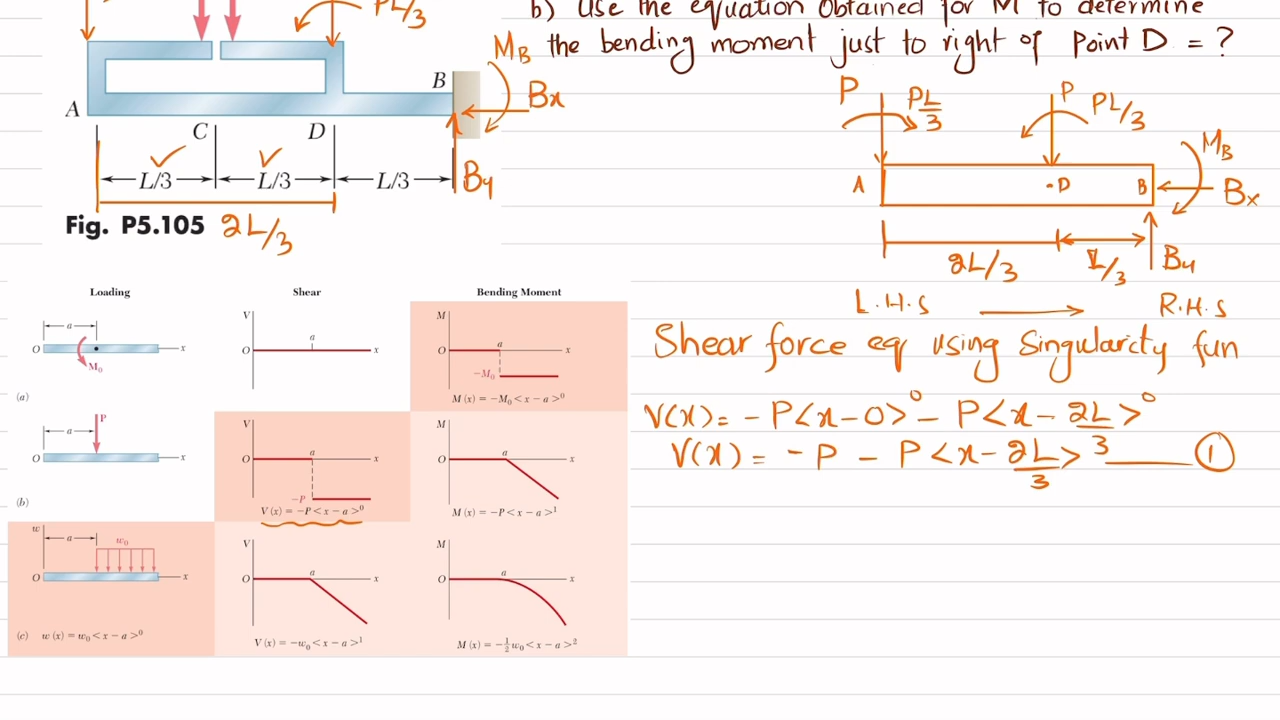 b) Use the equation obtained for M to determine
the bending moment just to right of Point D = ?
PL/3
MB
B
Bx
A
C
D
L/3
L/3
L/3
By
Fig. P5.105
2L/3
P
PL/3
P
PL/3
MB
A
D
B
Bx
2L/3
L/3
By
L.H.S
R.H.S
Shear force eq using Singularity fun
V(x) = - P<x-0>⁰ - P<x- 2L/3>⁰
V(x) = - P - P<x- 2L/3> ①
Loading
Shear
Bending Moment
a
O
x
M₀
(a)
V
a
O
x
M
a
O
x
−M₀
M (x) = −M₀ < x − a >⁰
P
a
O
x
(b)
V
a
O
x
−P
V (x) = −P < x − a >⁰
M
a
O
x
M (x) = −P < x − a >¹
w
a
w₀
O
x
(c) w (x) = w₀ < x − a >⁰
V
a
O
x
V (x) = −w₀ < x − a >¹
M
a
O
x
M (x) = −½ w₀ < x − a >²